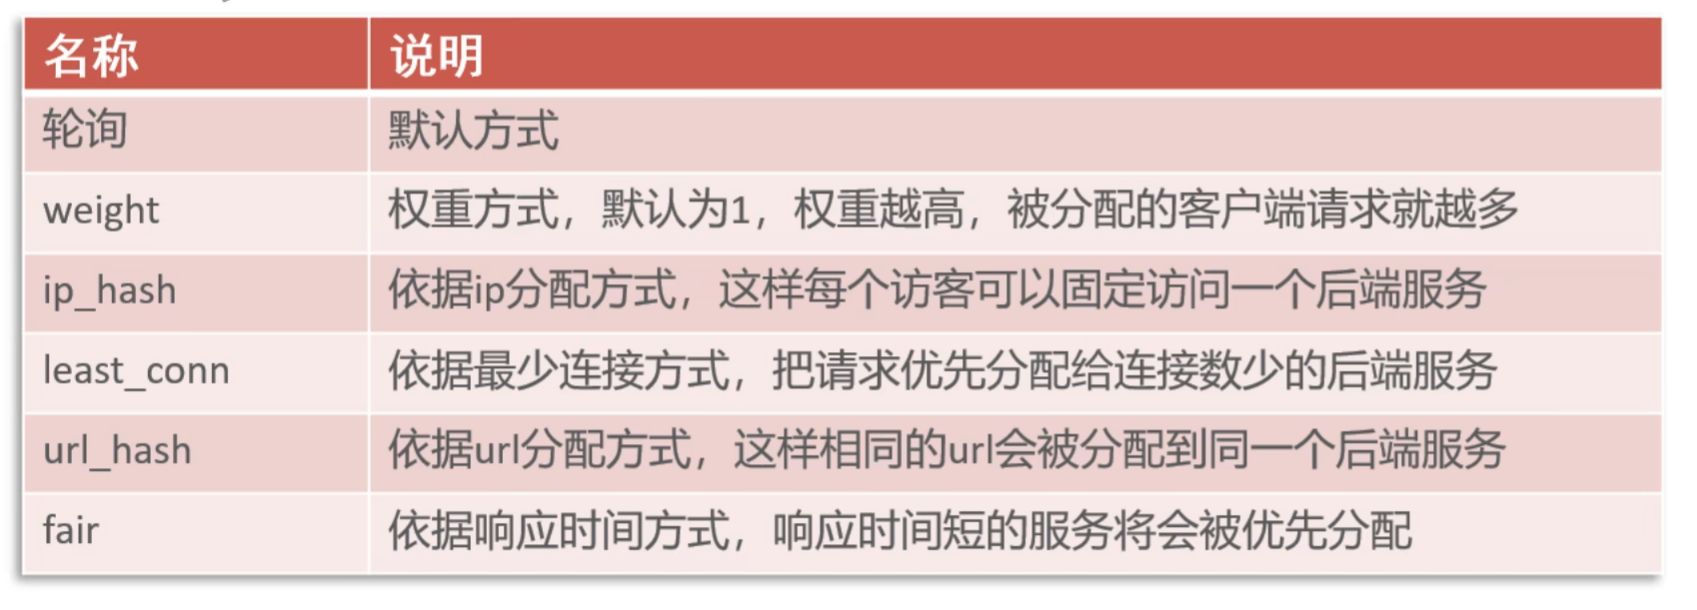 名称 说明
轮询 默认方式
weight 权重方式，默认为1，权重越高，被分配的客户端请求就越多
ip_hash 依据ip分配方式，这样每个访客可以固定访问一个后端服务
least_conn 依据最少连接方式，把请求优先分配给连接数少的后端服务
url_hash 依据url分配方式，这样相同的url会被分配到同一个后端服务
fair 依据响应时间方式，响应时间短的服务将会被优先分配